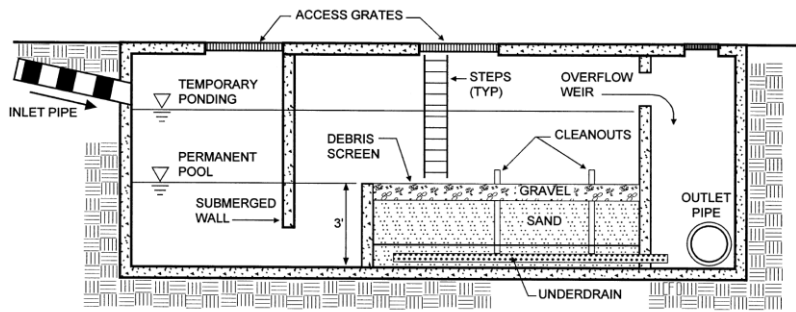 ACCESS GRATES
TEMPORARY
PONDING
STEPS
(TYP)
OVERFLOW
WEIR
INLET PIPE
CLEANOUTS
DEBRIS
SCREEN
PERMANENT
POOL
GRAVEL
SUBMERGED
WALL
3'
SAND
OUTLET
PIPE
UNDERDRAIN